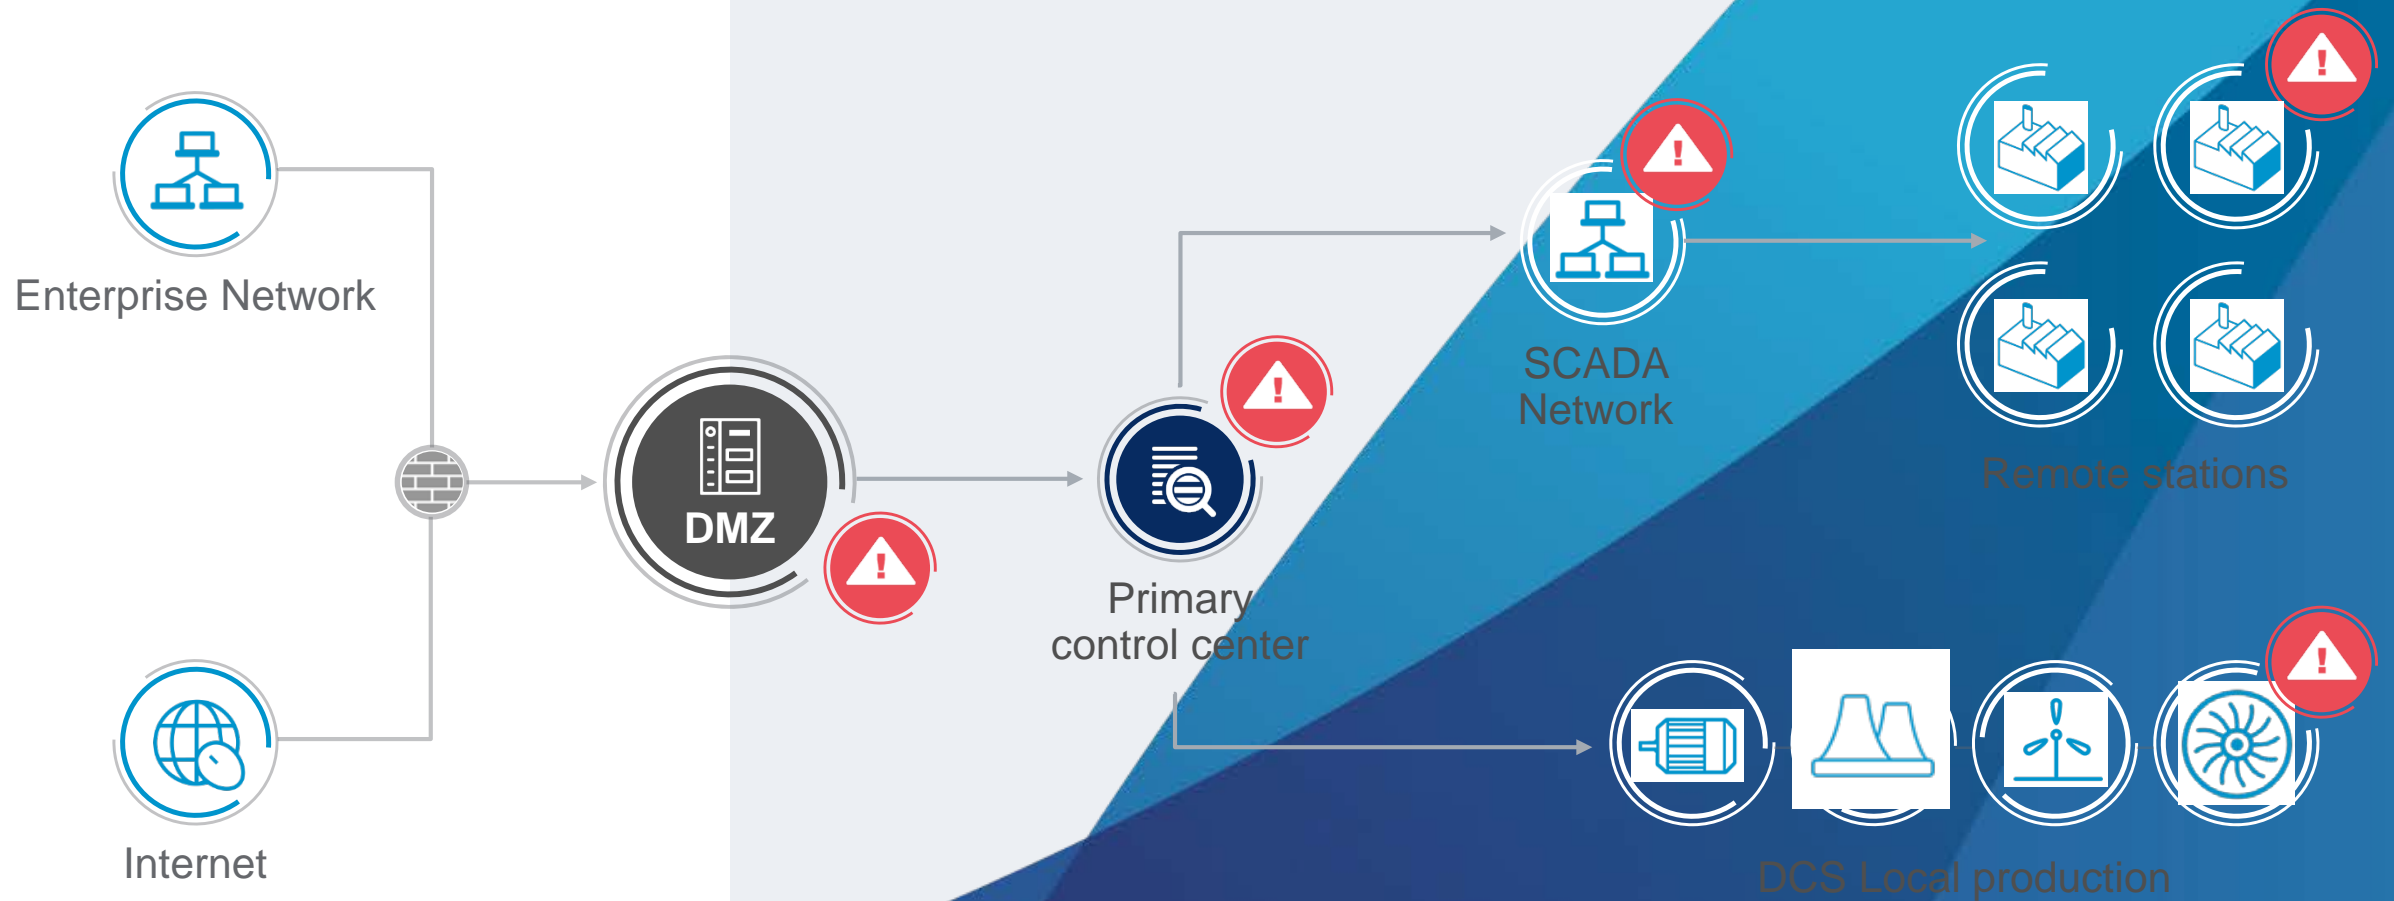 Enterprise Network
Internet
DMZ
Primary
control center
SCADA
Network
Remote stations
DCS Local production